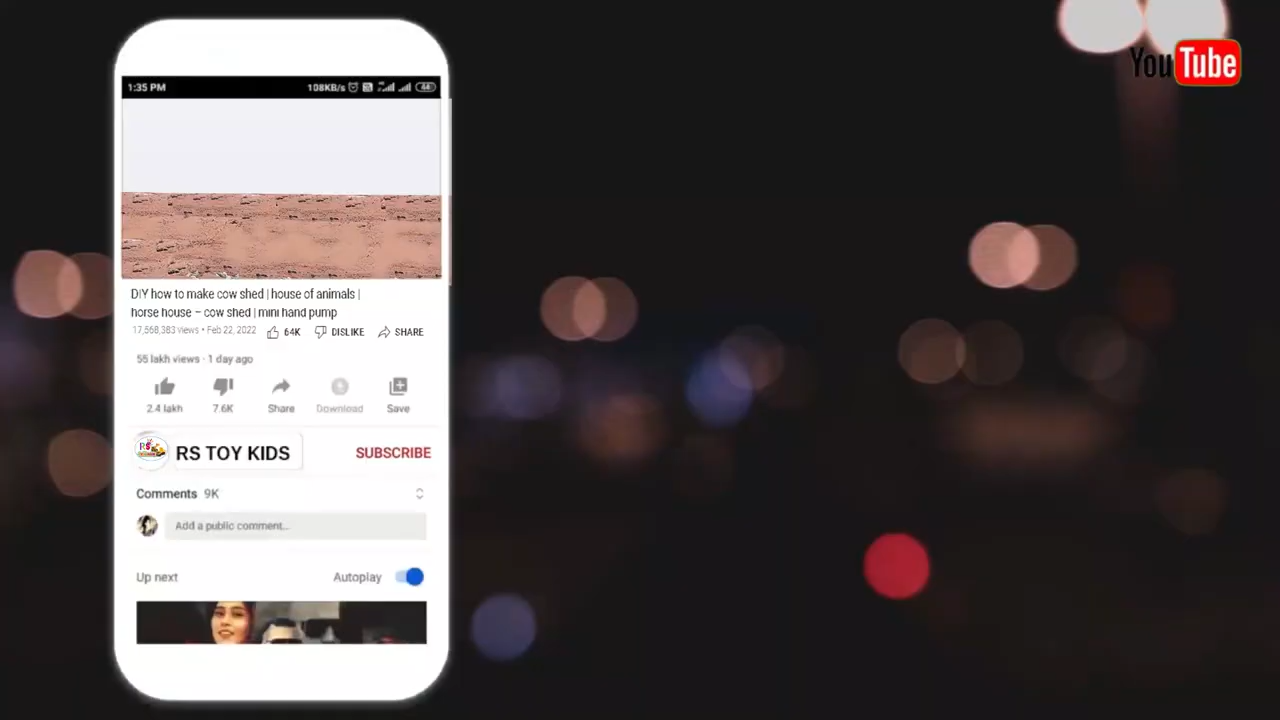 YouTube
1:35 PM 108KB/s 44
DIY how to make cow shed | house of animals |
horse house – cow shed | mini hand pump
17,568,383 views • Feb 22, 2022 64K DISLIKE SHARE
55 lakh views · 1 day ago
2.4 lakh 7.6K Share Download Save
RS TOY KIDS SUBSCRIBE
Comments 9K
Add a public comment...
Up next Autoplay